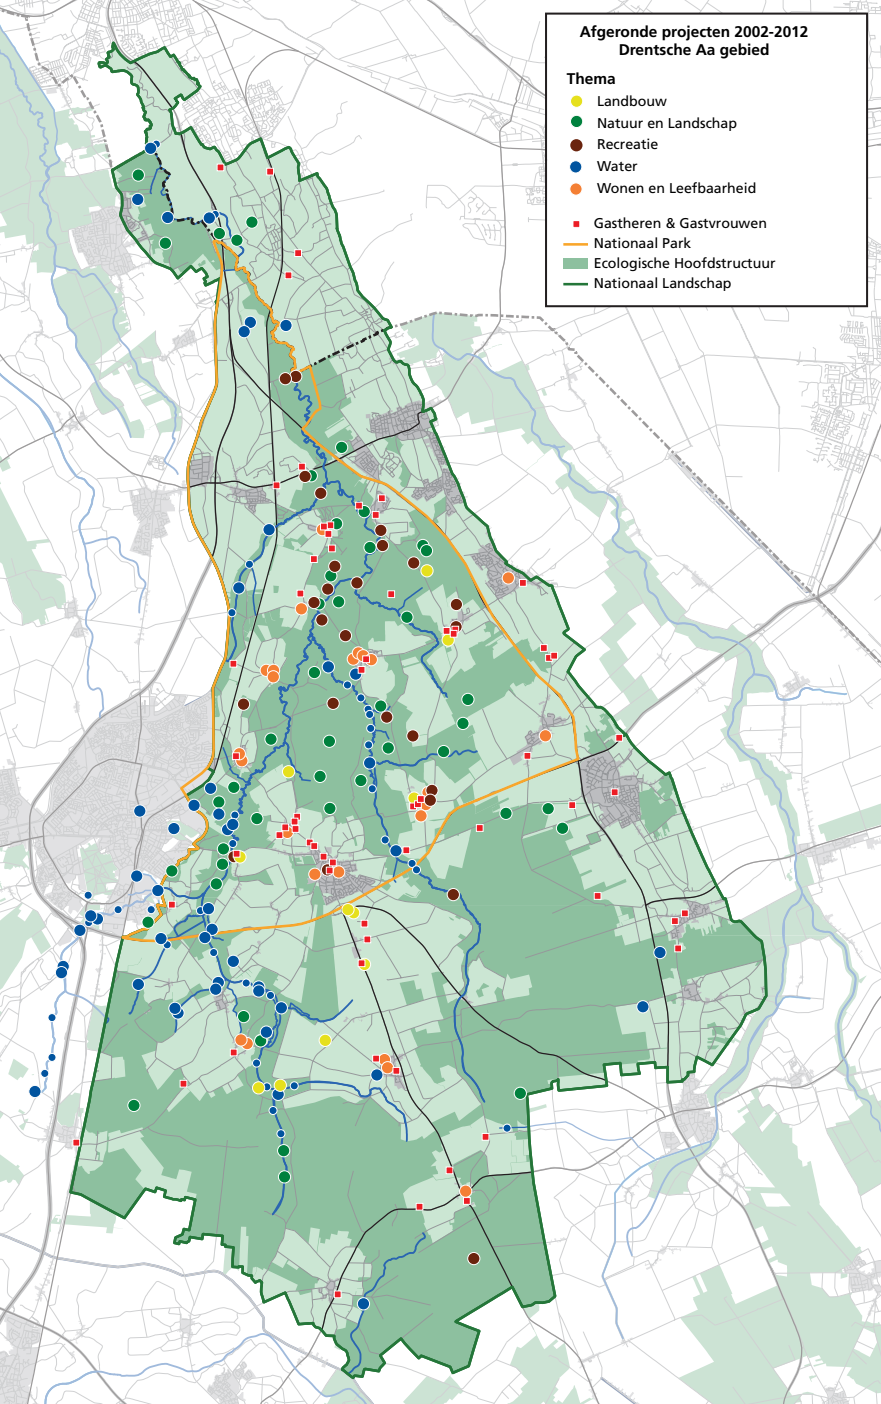 Afgeronde projecten 2002-2012
Drentsche Aa gebied
Thema
Landbouw
Natuur en Landschap
Recreatie
Water
Wonen en Leefbaarheid
Gastheren & Gastvrouwen
Nationaal Park
Ecologische Hoofdstructuur
Nationaal Landschap